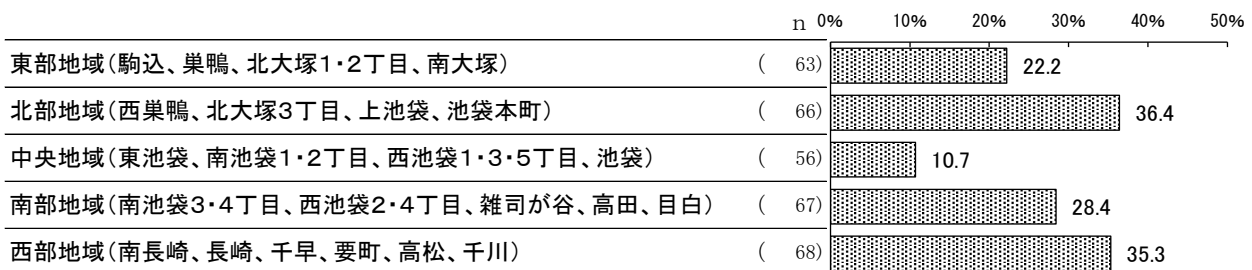 n 0% 10% 20% 30% 40% 50%
東部地域(駒込、巣鴨、北大塚1・2丁目、南大塚) ( 63) 22.2
北部地域(西巣鴨、北大塚3丁目、上池袋、池袋本町) ( 66) 36.4
中央地域(東池袋、南池袋1・2丁目、西池袋1・3・5丁目、池袋) ( 56) 10.7
南部地域(南池袋3・4丁目、西池袋2・4丁目、雑司が谷、高田、目白) ( 67) 28.4
西部地域(南長崎、長崎、千早、要町、高松、千川) ( 68) 35.3